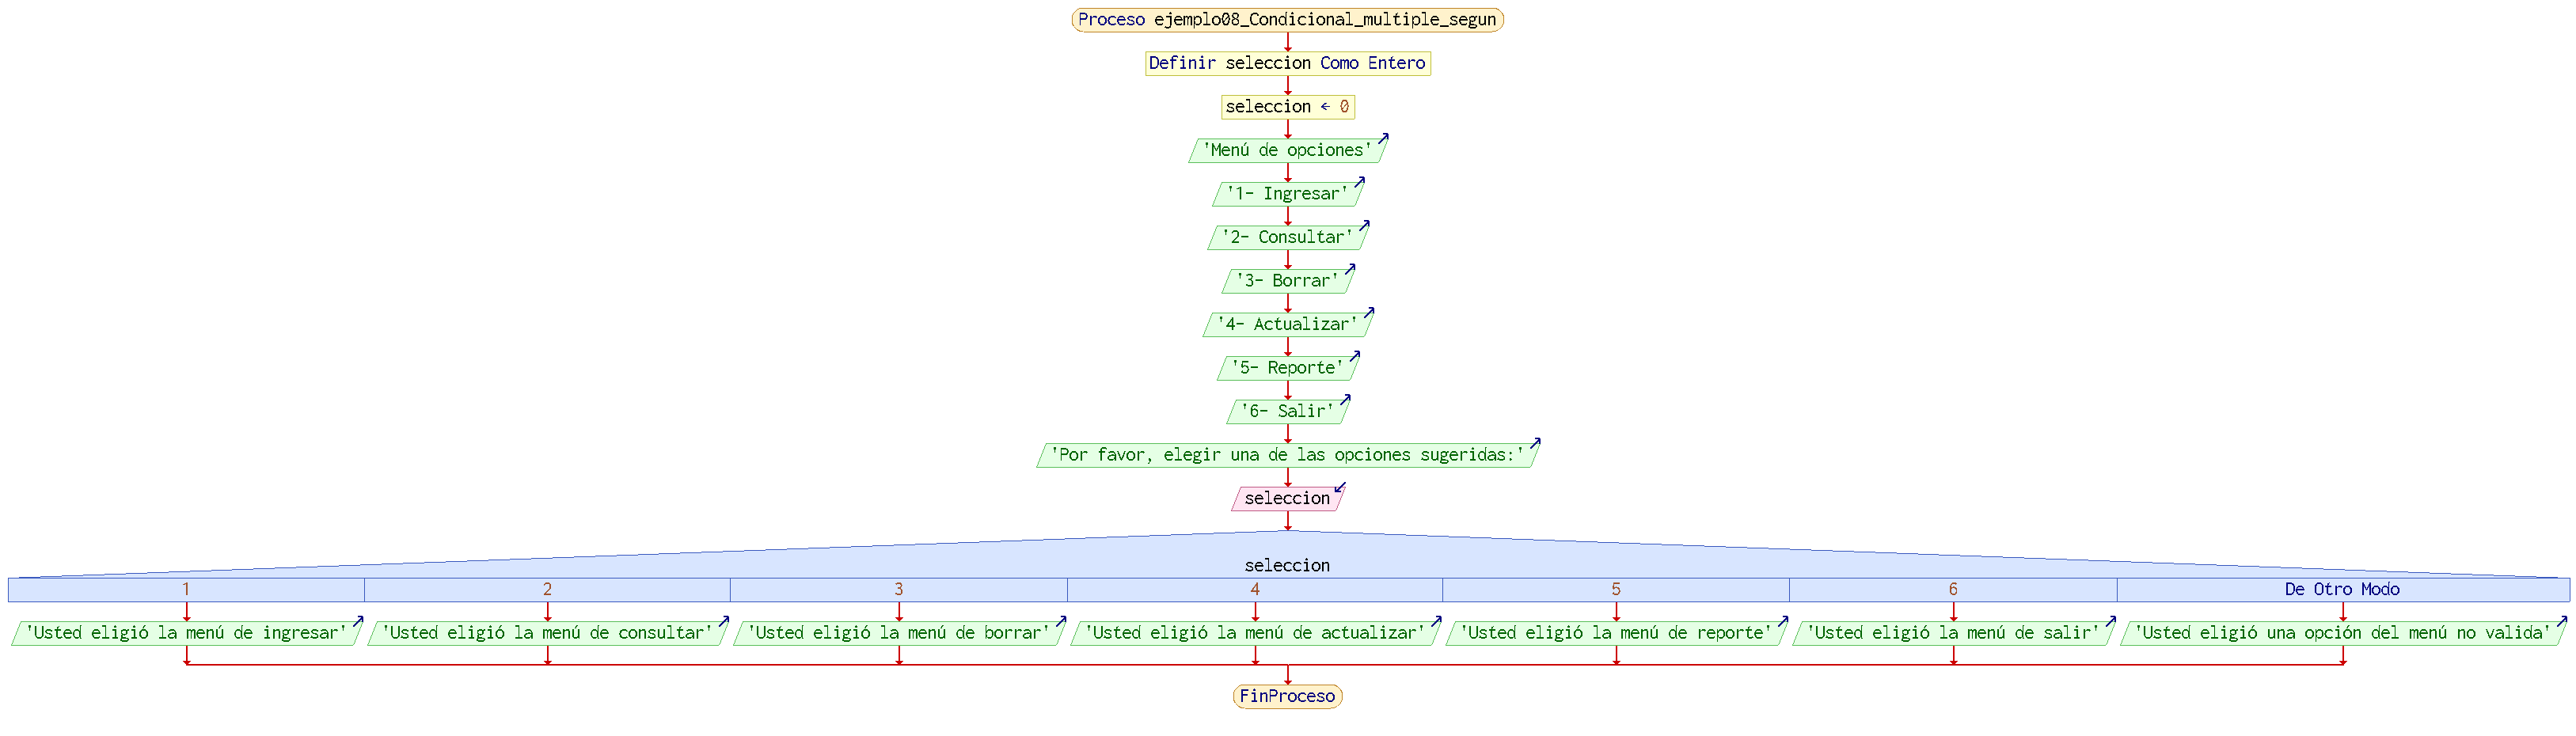 Proceso ejemplo08_Condicional_multiple_segun
Definir seleccion Como Entero
seleccion ← 0
'Menú de opciones'
'1- Ingresar'
'2- Consultar'
'3- Borrar'
'4- Actualizar'
'5- Reporte'
'6- Salir'
'Por favor, elegir una de las opciones sugeridas:'
seleccion
seleccion
1 2 3 4 5 6 De Otro Modo
'Usted eligió la menú de ingresar' 'Usted eligió la menú de consultar' 'Usted eligió la menú de borrar' 'Usted eligió la menú de actualizar' 'Usted eligió la menú de reporte' 'Usted eligió la menú de salir' 'Usted eligió una opción del menú no valida'
FinProceso